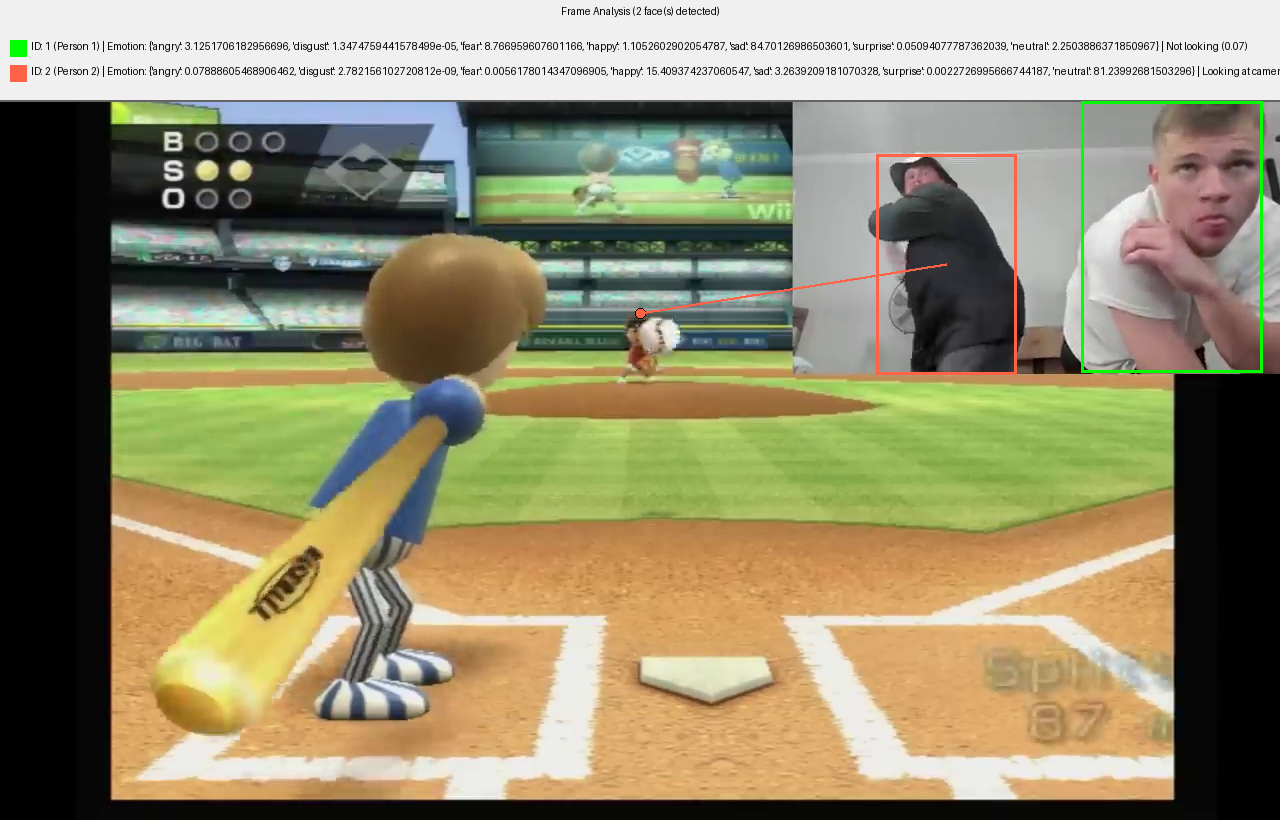 Frame Analysis (2 face(s) detected)
ID: 1 (Person 1) | Emotion: {'angry': 3.1251706182956696, 'disgust': 1.3474759441578499e-05, 'fear': 8.766959607601166, 'happy': 1.1052602902054787, 'sad': 84.70126986503601, 'surprise': 0.05094077787362039, 'neutral': 2.2503886371850967} | Not looking (0.07)
ID: 2 (Person 2) | Emotion: {'angry': 0.07888605468906462, 'disgust': 2.782156102720812e-09, 'fear': 0.0056178014347096905, 'happy': 15.409374237060547, 'sad': 3.2639209181070328, 'surprise': 0.0022726995666744187, 'neutral': 81.23992681503296} | Looking at camer
B
S
O
Wii
BIG BAT
87